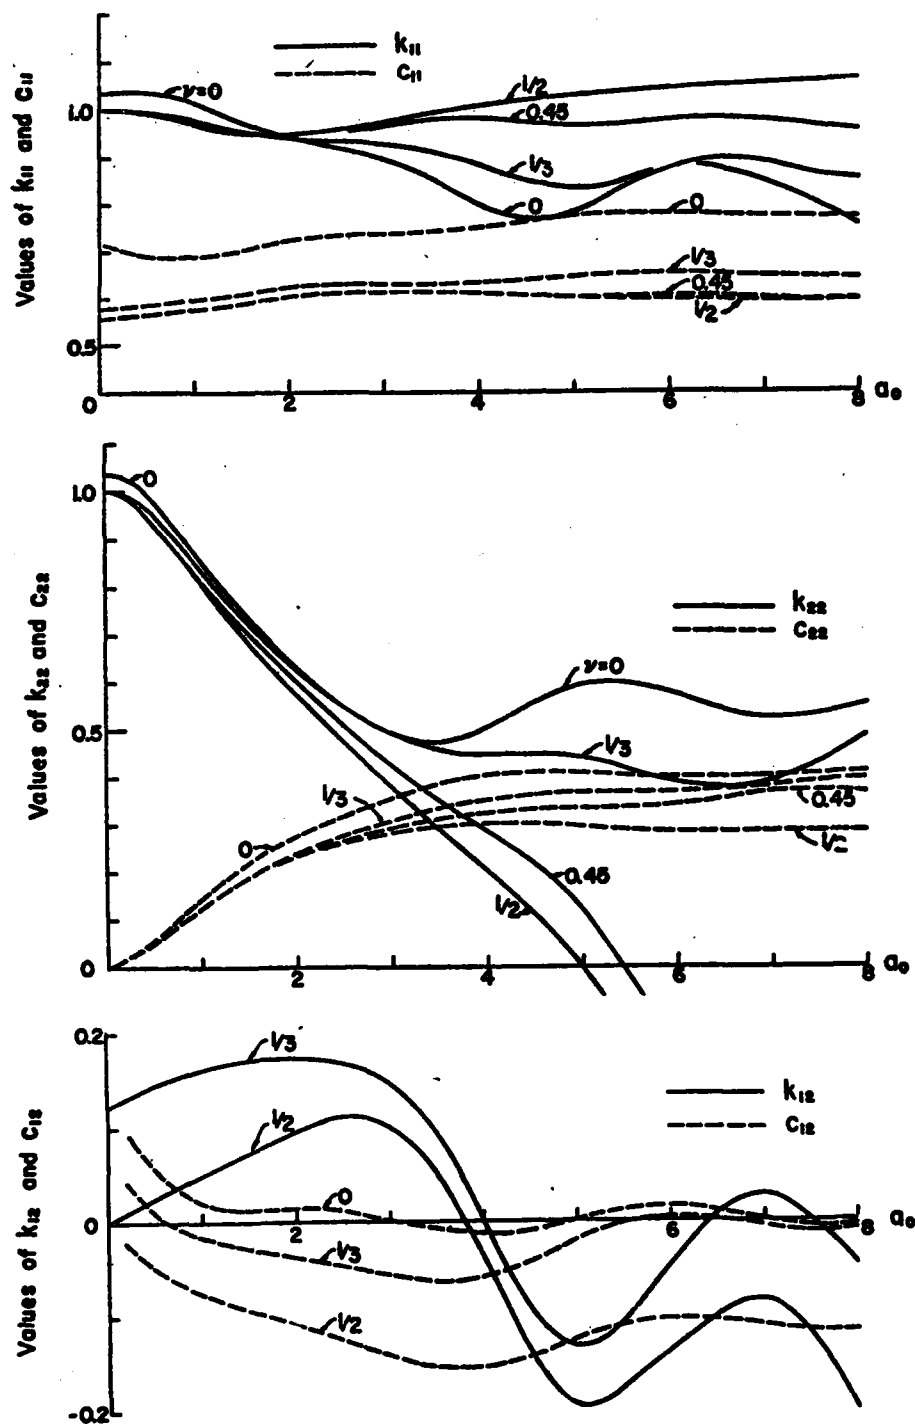 Values of k₁₁ and c₁₁
k₁₁
c₁₁
ν=0
1/2
1.0
0.45
1/3
0
0
1/3
0.45
1/2
0.5
0 2 4 6 8 a₀
Values of k₂₂ and c₂₂
0
1.0
k₂₂
c₂₂
ν=0
0.5
1/3
1/3
0.45
0
1/2
0.45
1/2
0 2 4 6 8 a₀
Values of k₁₂ and c₁₂
0.2
1/3
k₁₂
1/2
c₁₂
0
0 2 6 8 a₀
1/3
1/2
-0.2